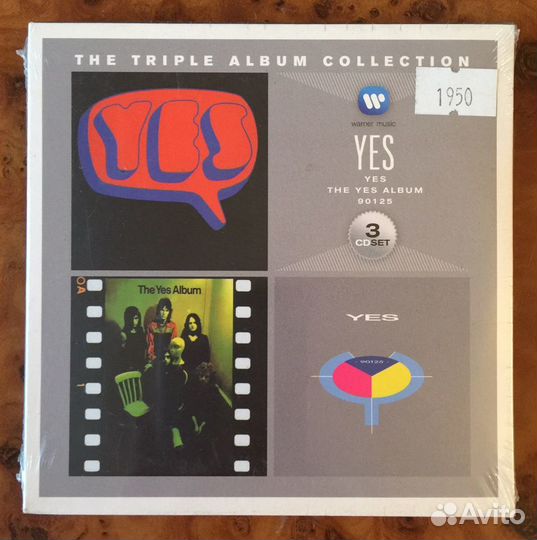 THE TRIPLE ALBUM COLLECTION
1950
YES
warner music
YES
YES
THE YES ALBUM
90125
3
CD SET
The Yes Album
YES
90125
Avito